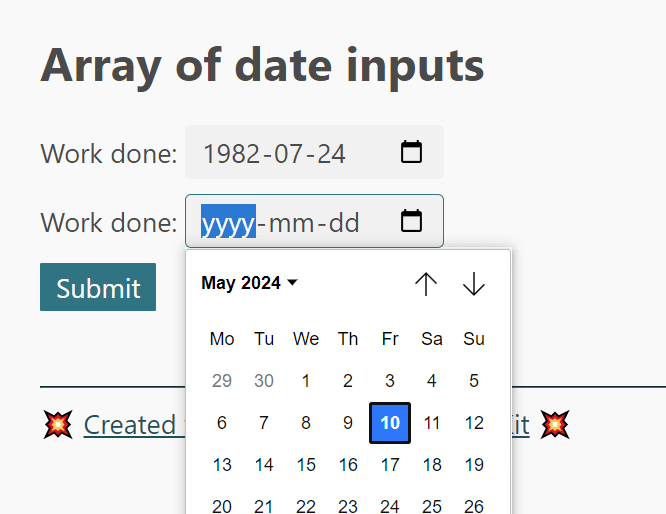 Array of date inputs
Work done: 1982-07-24
Work done: yyyy-mm-dd
Submit
May 2024
Mo Tu We Th Fr Sa Su
29 30 1 2 3 4 5
Created
6 7 8 9 10 11 12
13 14 15 16 17 18 19
20 21 22 23 24 25 26